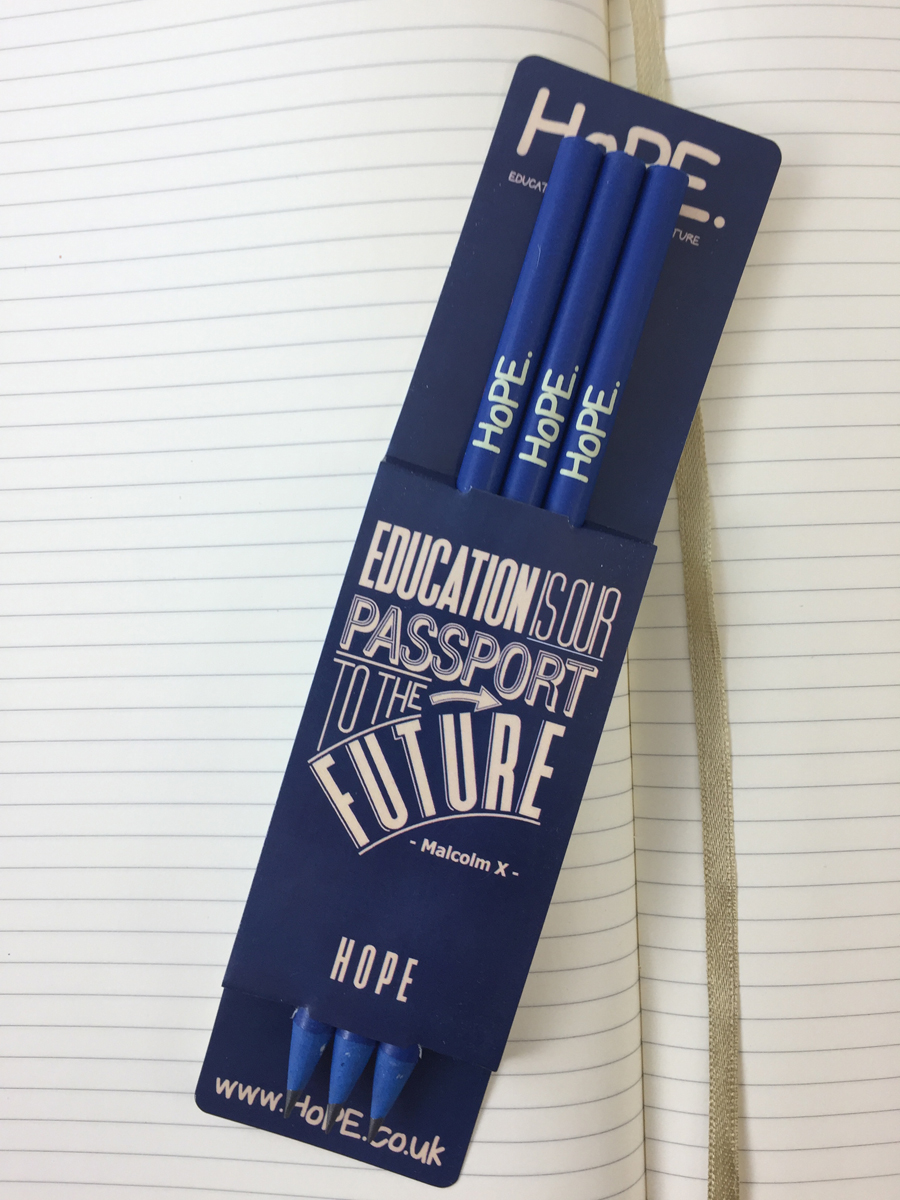 HoPE.
HoPE.
HoPE.
HoPE.
EDUCATION IS OUR
PASSPORT
TO THE
FUTURE
- Malcolm X -
HOPE
www.HoPE.co.uk